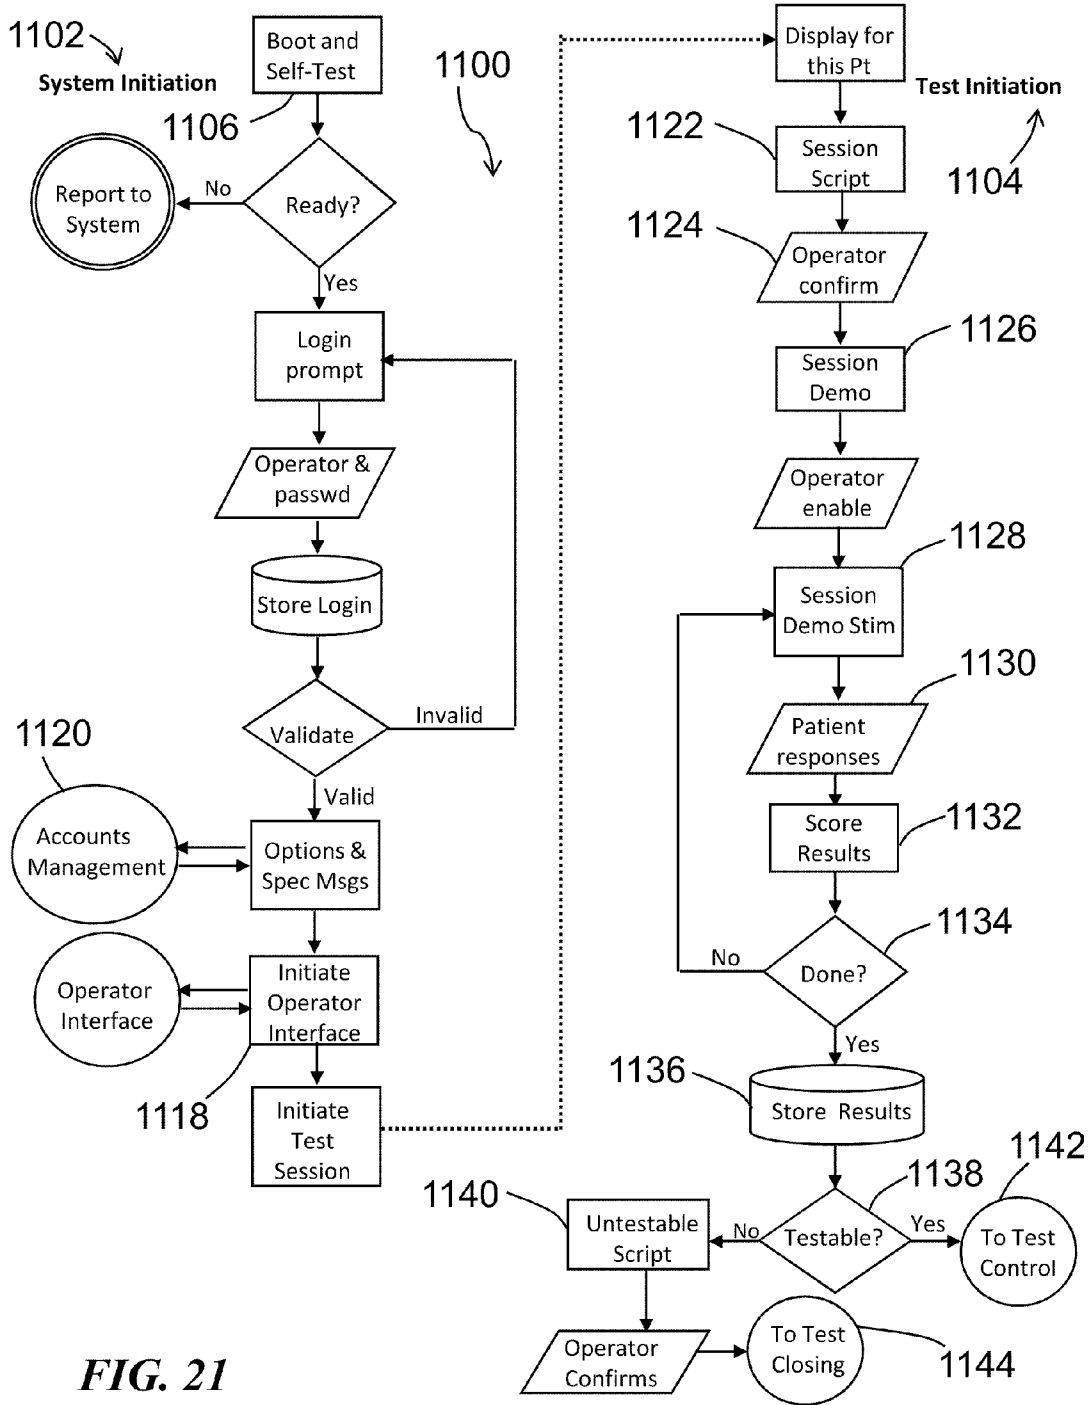 1102
System Initiation
Boot and
Self-Test
1106
1100
Report to
System
No
Ready?
Yes
Login
prompt
Operator &
passwd
Store Login
Validate
Invalid
Valid
1120
Accounts
Management
Options &
Spec Msgs
Operator
Interface
Initiate
Operator
Interface
1118
Initiate
Test
Session
Display for
this Pt
Test Initiation
1104
1122
Session
Script
1124
Operator
confirm
1126
Session
Demo
Operator
enable
1128
Session
Demo Stim
1130
Patient
responses
Score
Results
1132
1134
Done?
No
Yes
1136
Store Results
1138
Testable?
No
Yes
1142
To Test
Control
1140
Untestable
Script
Operator
Confirms
To Test
Closing
1144
FIG. 21